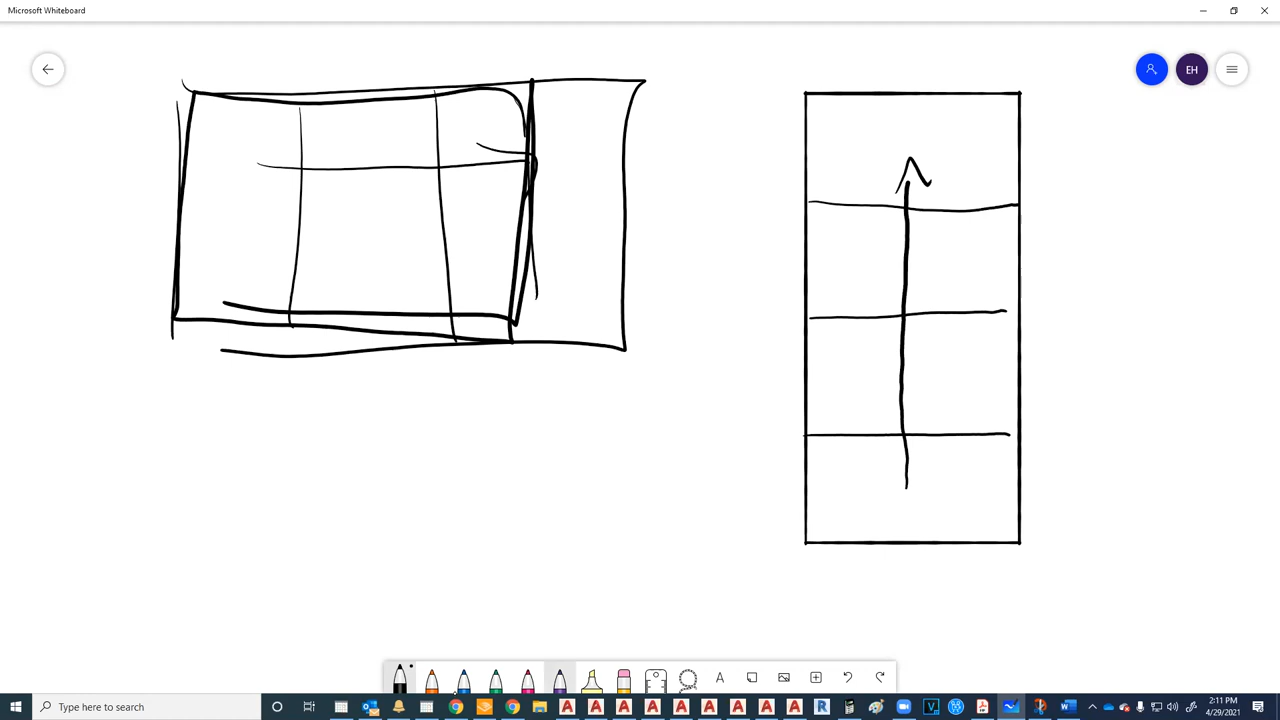 Microsoft Whiteboard
EH
A
Type here to search
2:11 PM
4/29/2021